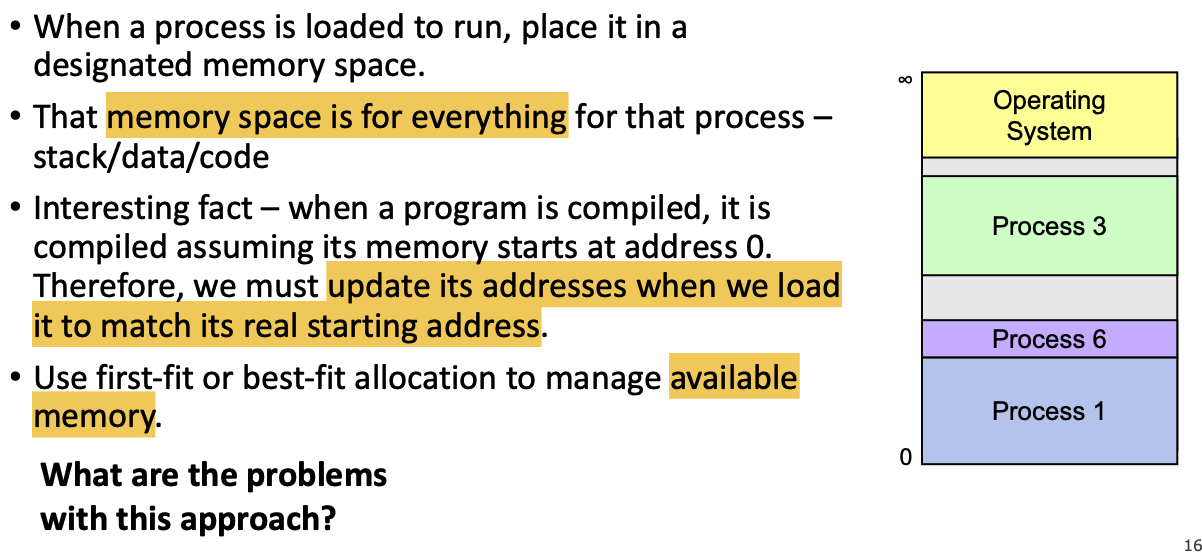 • When a process is loaded to run, place it in a
designated memory space.
• That memory space is for everything for that process –
stack/data/code
• Interesting fact – when a program is compiled, it is
compiled assuming its memory starts at address 0.
Therefore, we must update its addresses when we load
it to match its real starting address.
• Use first-fit or best-fit allocation to manage available
memory.
What are the problems
with this approach?
∞
Operating
System
Process 3
Process 6
Process 1
0
16